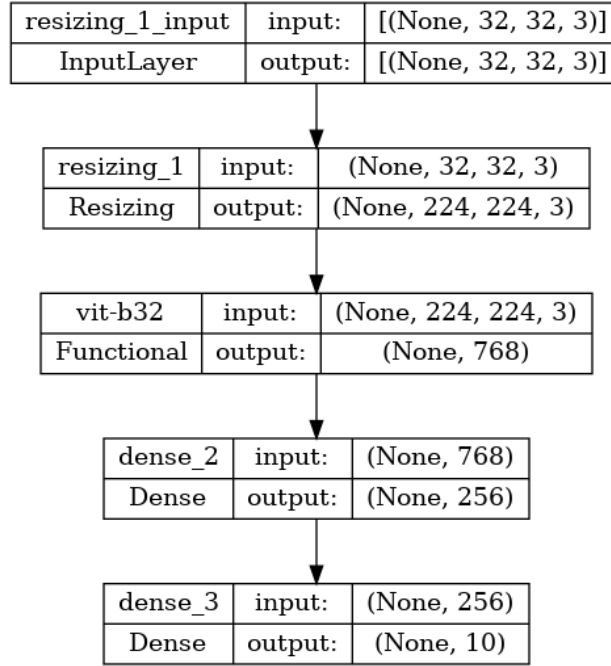 resizing_1_input input: [(None, 32, 32, 3)]
InputLayer output: [(None, 32, 32, 3)]
resizing_1 input: (None, 32, 32, 3)
Resizing output: (None, 224, 224, 3)
vit-b32 input: (None, 224, 224, 3)
Functional output: (None, 768)
dense_2 input: (None, 768)
Dense output: (None, 256)
dense_3 input: (None, 256)
Dense output: (None, 10)